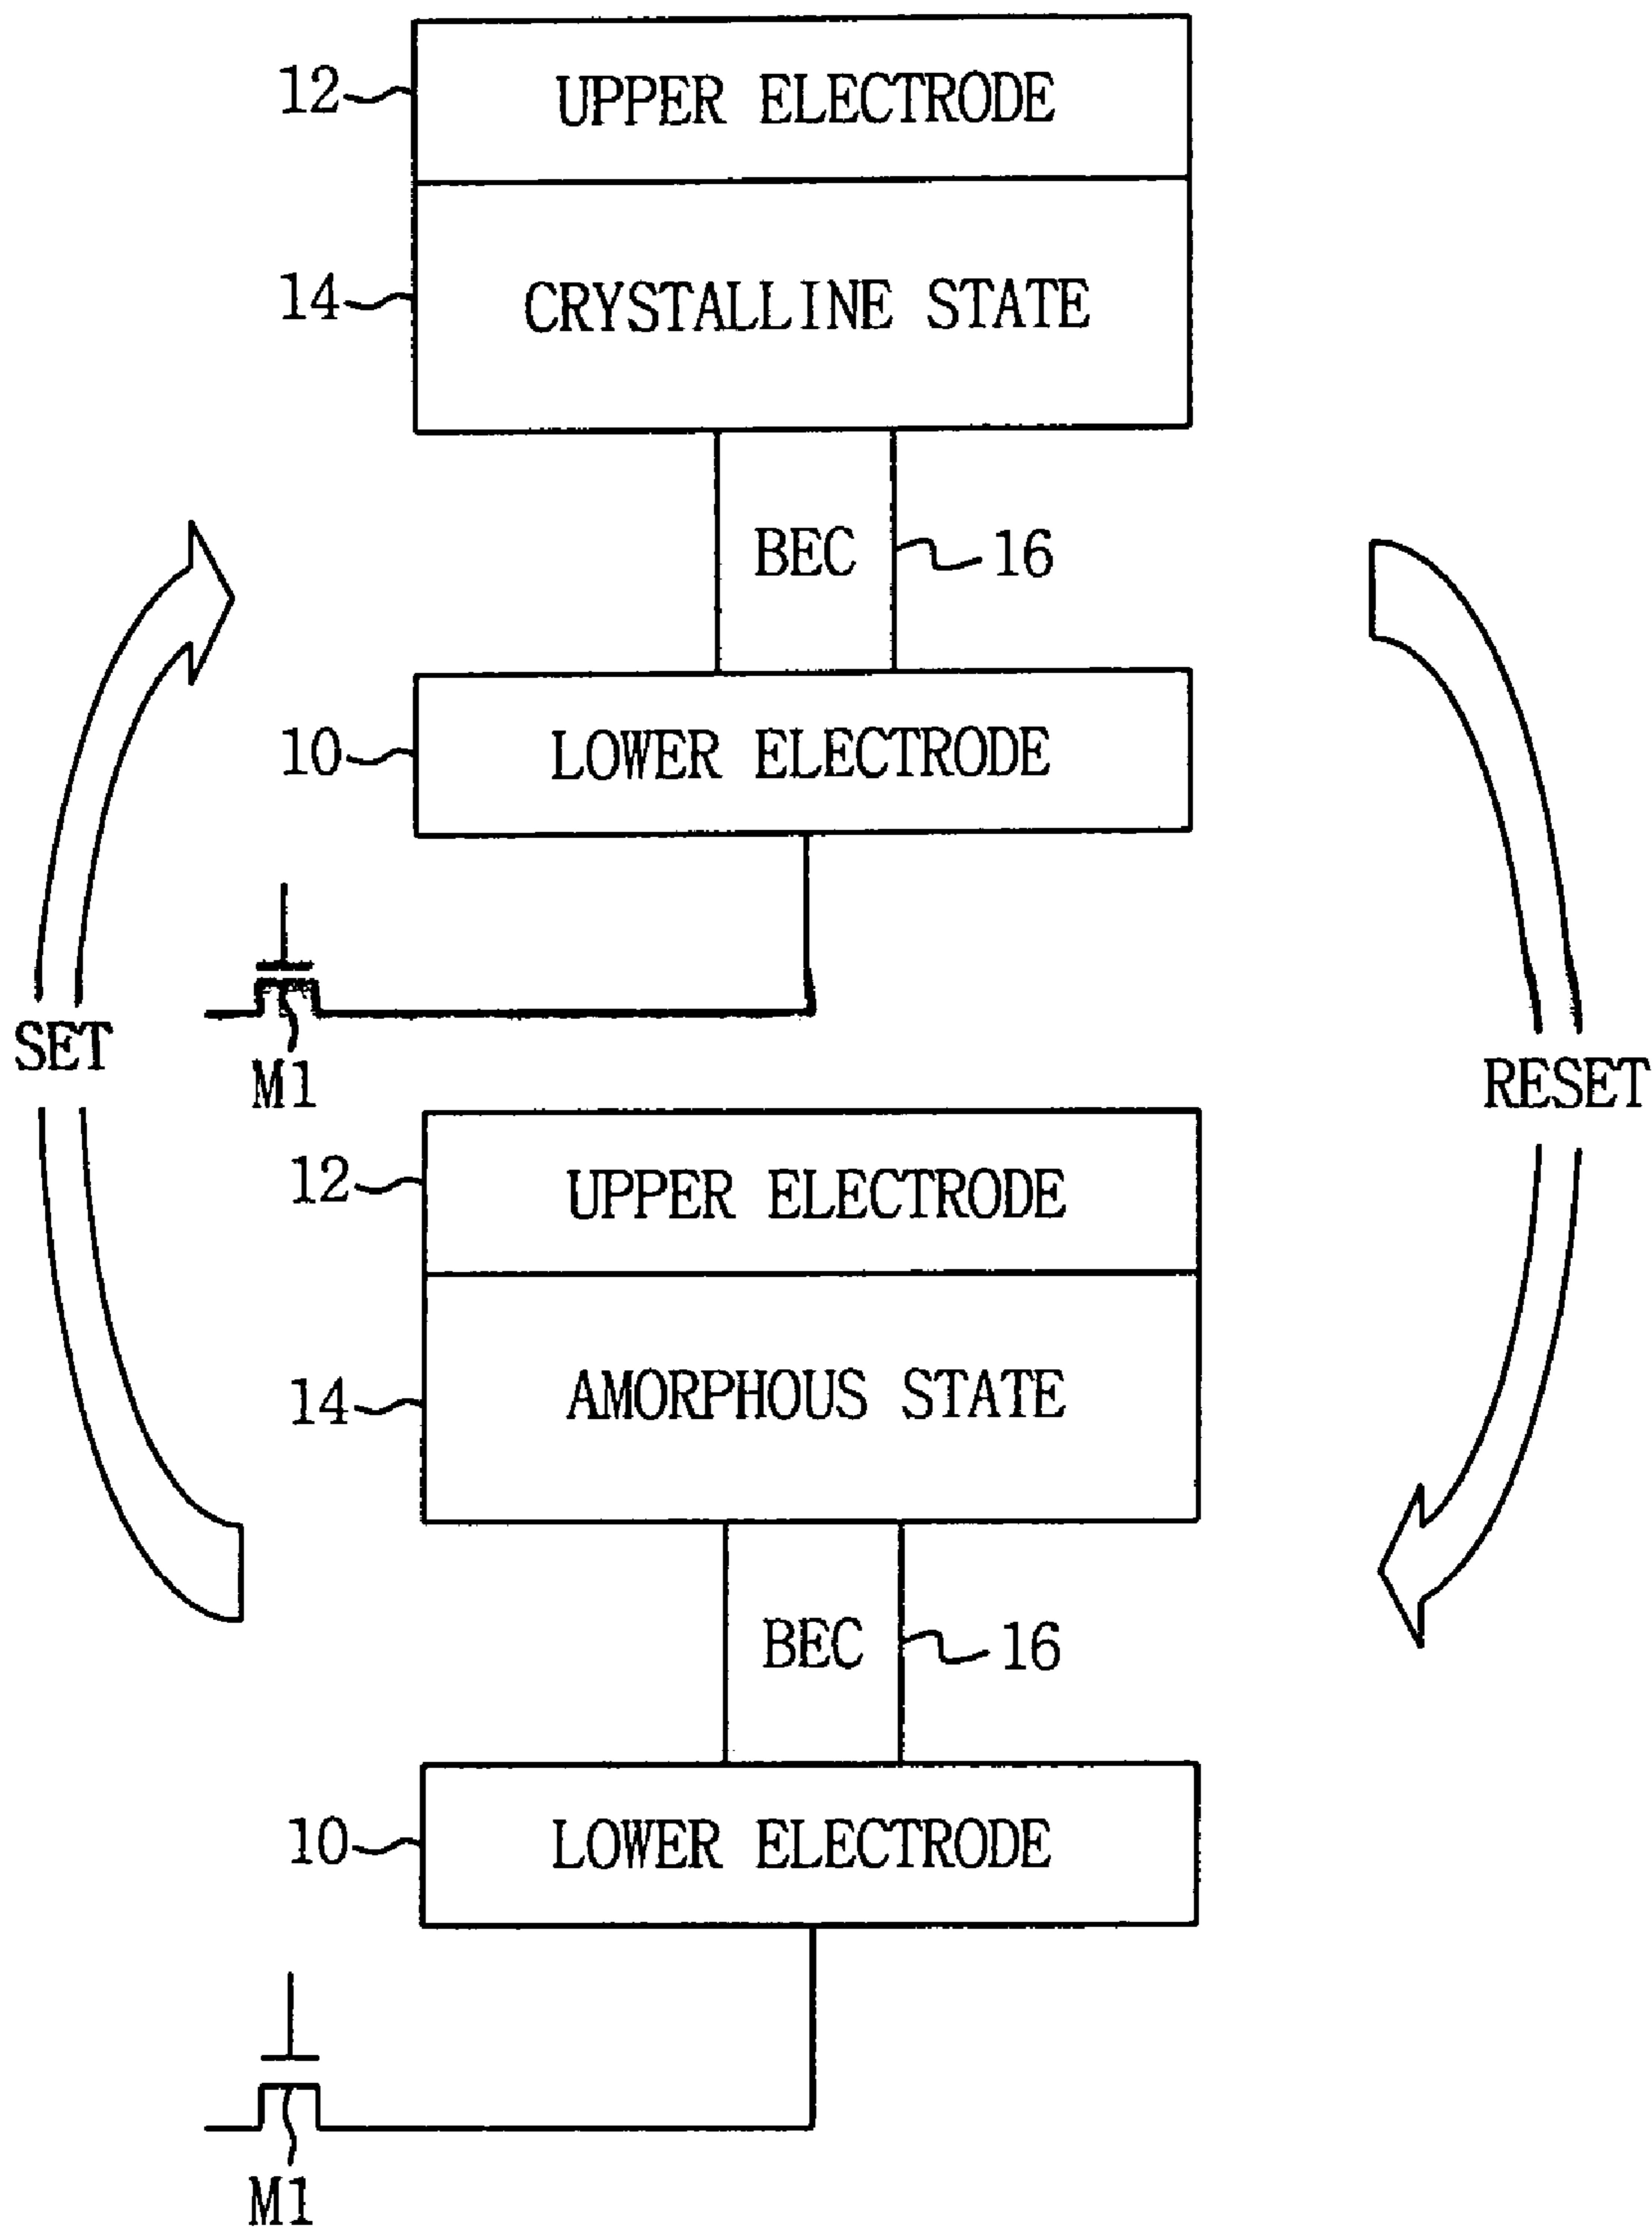 12 UPPER ELECTRODE
14 CRYSTALLINE STATE
BEC 16
10 LOWER ELECTRODE
SET
M1
RESET
12 UPPER ELECTRODE
14 AMORPHOUS STATE
BEC 16
10 LOWER ELECTRODE
M1